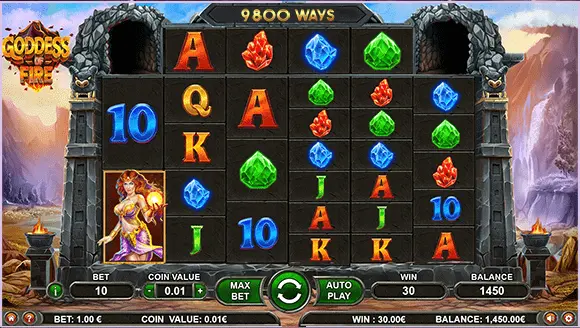 GODDESS
OF
FIRE
9800 WAYS
A
Q
A
10
K
J A
10
A J
J 10 A
K K
BET COIN VALUE MAX BET AUTO PLAY WIN BALANCE
10 - 0.01 + 30 1450
BET: 1.00 € COIN VALUE: 0.01€ WIN : 30.00€ BALANCE: 1,450.00€